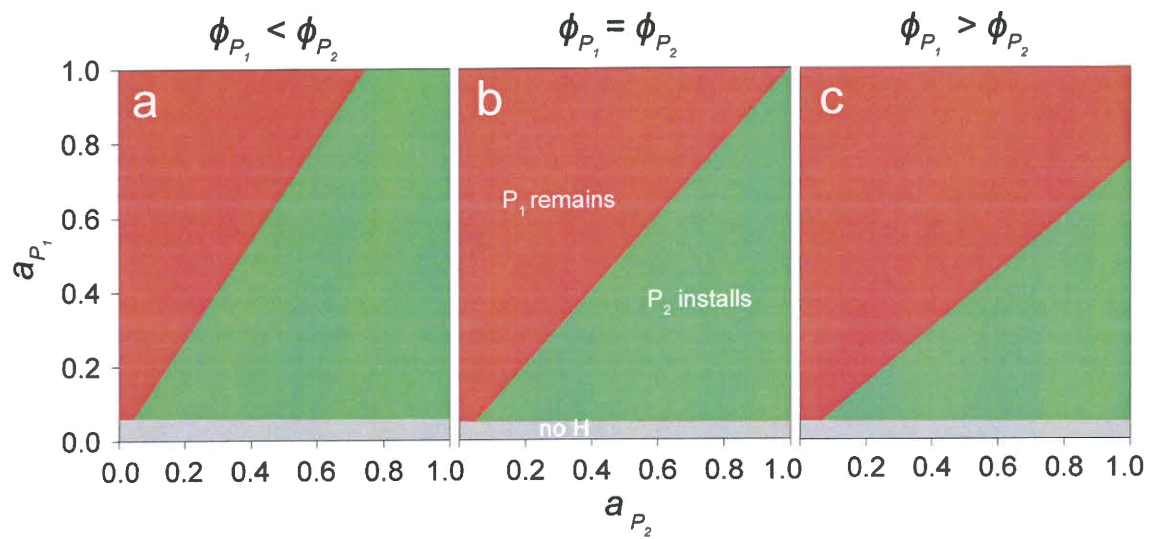 ϕP1 < ϕP2
ϕP1 = ϕP2
ϕP1 > ϕP2
1.0
0.8
0.6
0.4
0.2
0.0
aP1
a
b
c
P1 remains
P2 installs
no H
0.0 0.2 0.4 0.6 0.8 1.0
0.2 0.4 0.6 0.8 1.0
0.2 0.4 0.6 0.8 1.0
aP2